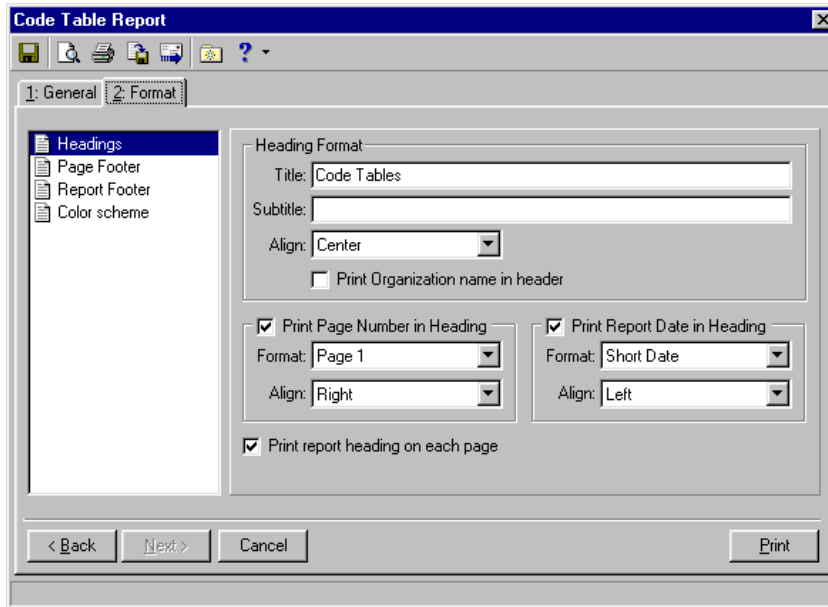 Code Table Report
1: General 2: Format
Headings
Page Footer
Report Footer
Color scheme
Heading Format
Title: Code Tables
Subtitle:
Align: Center
Print Organization name in header
Print Page Number in Heading
Format: Page 1
Align: Right
Print Report Date in Heading
Format: Short Date
Align: Left
Print report heading on each page
< Back Next > Cancel Print